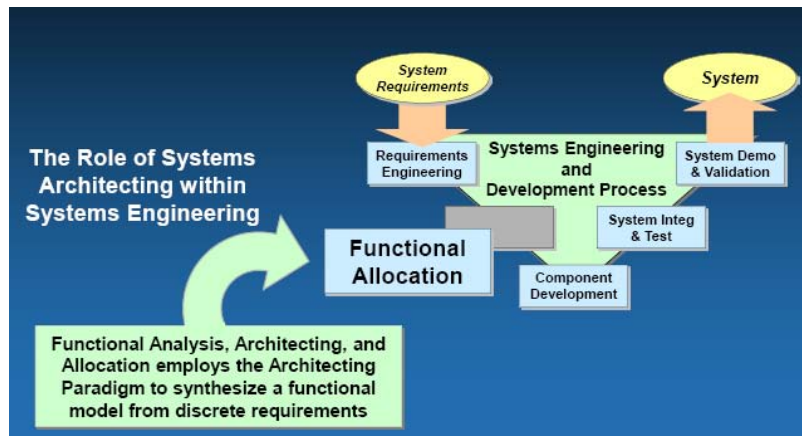 The Role of Systems
Architecting within
Systems Engineering
System
Requirements
System
Requirements
Engineering
Systems Engineering
and
Development Process
System Demo
& Validation
Functional
Allocation
System Integ
& Test
Component
Development
Functional Analysis, Architecting, and
Allocation employs the Architecting
Paradigm to synthesize a functional
model from discrete requirements